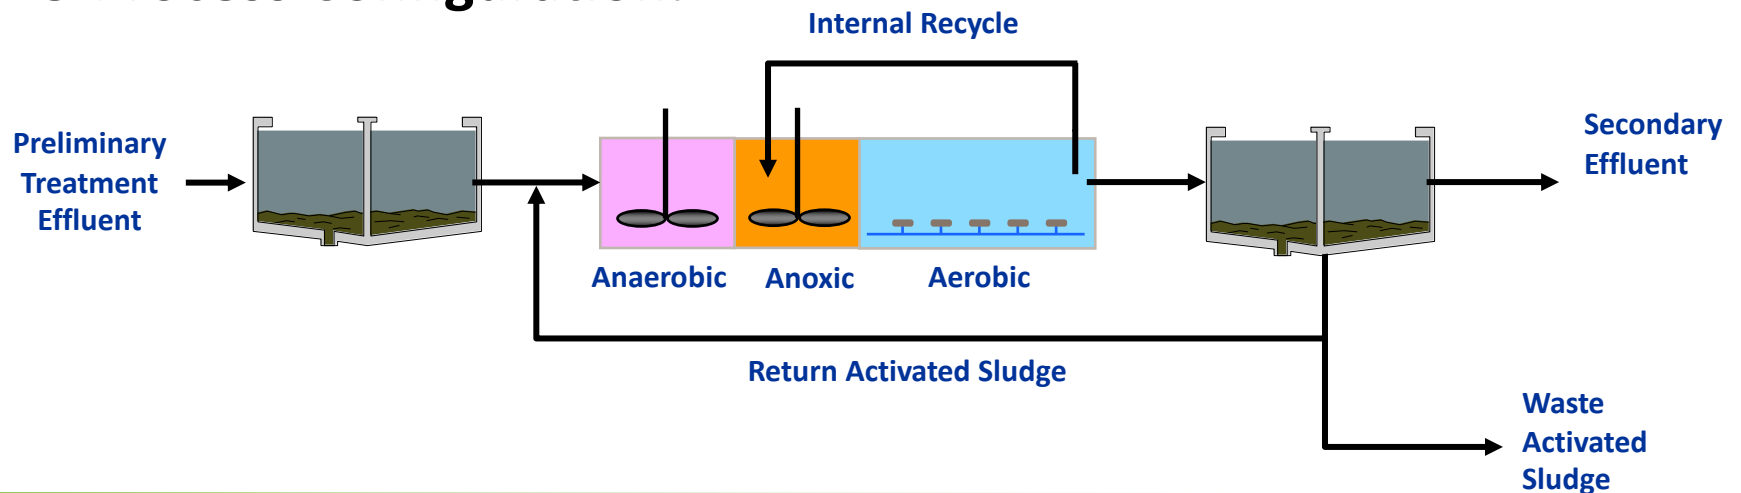 Internal Recycle
Preliminary
Treatment
Effluent
Secondary
Effluent
Anaerobic
Anoxic
Aerobic
Return Activated Sludge
Waste
Activated
Sludge